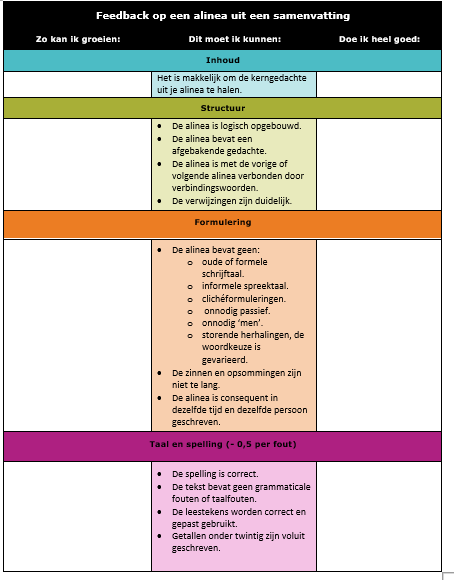 Feedback op een alinea uit een samenvatting
Zo kan ik groeien: Dit moet ik kunnen: Doe ik heel goed:
Inhoud
Het is makkelijk om de kerngedachte
uit je alinea te halen.
Structuur
• De alinea is logisch opgebouwd.
• De alinea bevat een
afgebakende gedachte.
• De alinea is met de vorige of
volgende alinea verbonden door
verbindingswoorden.
• De verwijzingen zijn duidelijk.
Formulering
• De alinea bevat geen:
o oude of formele
schrijftaal.
o informele spreektaal.
o clichéformuleringen.
o onnodig passief.
o onnodig ‘men’.
o storende herhalingen, de
woordkeuze is
gevarieerd.
• De zinnen en opsommingen zijn
niet te lang.
• De alinea is consequent in
dezelfde tijd en dezelfde persoon
geschreven.
Taal en spelling (- 0,5 per fout)
• De spelling is correct.
• De tekst bevat geen grammaticale
fouten of taalfouten.
• De leestekens worden correct en
gepast gebruikt.
• Getallen onder twintig zijn voluit
geschreven.